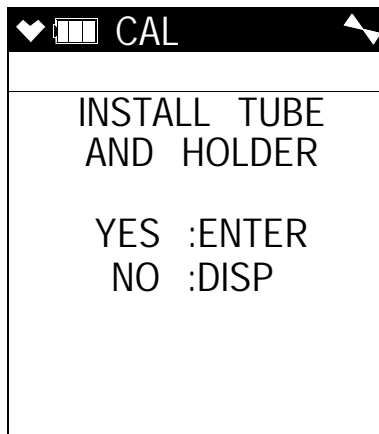 CAL
INSTALL TUBE
AND HOLDER
YES :ENTER
NO :DISP